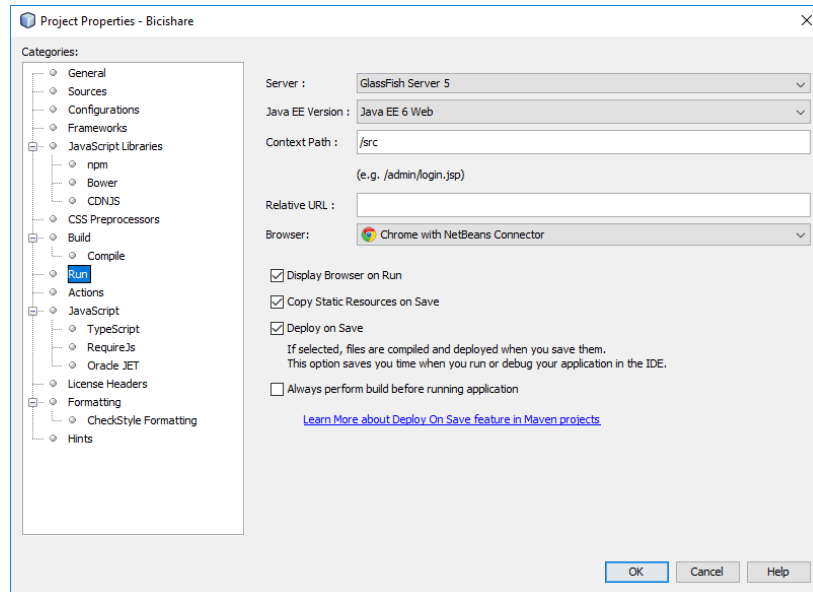 Project Properties - Bicishare
Categories:
General
Sources
Configurations
Frameworks
JavaScript Libraries
npm
Bower
CDNJS
CSS Preprocessors
Build
Compile
Run
Actions
JavaScript
TypeScript
RequireJs
Oracle JET
License Headers
Formatting
CheckStyle Formatting
Hints
Server : GlassFish Server 5
Java EE Version : Java EE 6 Web
Context Path : /src
(e.g. /admin/login.jsp)
Relative URL :
Browser: Chrome with NetBeans Connector
Display Browser on Run
Copy Static Resources on Save
Deploy on Save
If selected, files are compiled and deployed when you save them.
This option saves you time when you run or debug your application in the IDE.
Always perform build before running application
Learn More about Deploy On Save feature in Maven projects
OK Cancel Help